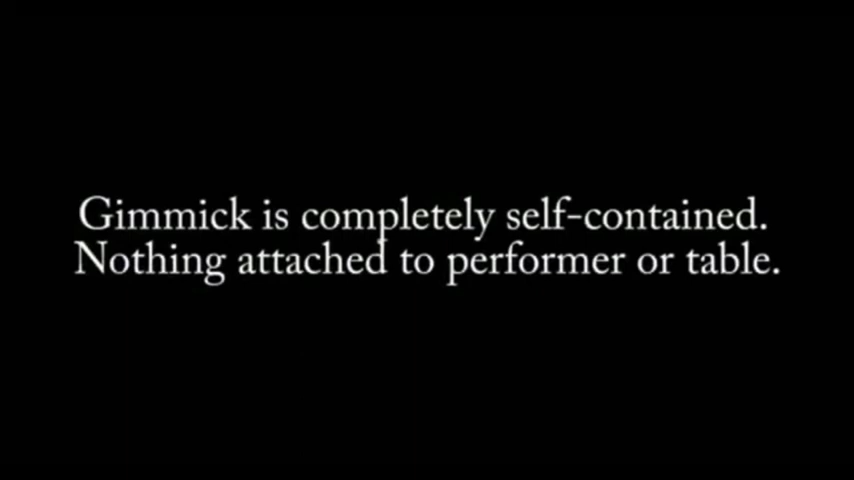 Gimmick is completely self-contained.
Nothing attached to performer or table.